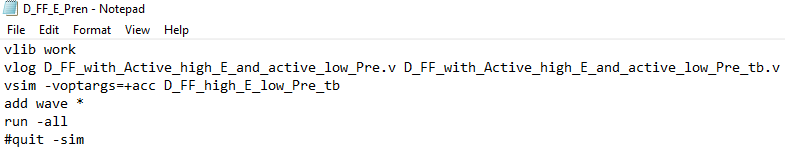 D_FF_E_Pren - Notepad
File Edit Format View Help
vlib work
vlog D_FF_with_Active_high_E_and_active_low_Pre.v D_FF_with_Active_high_E_and_active_low_Pre_tb.v
vsim -voptargs=+acc D_FF_high_E_low_Pre_tb
add wave *
run -all
#quit -sim